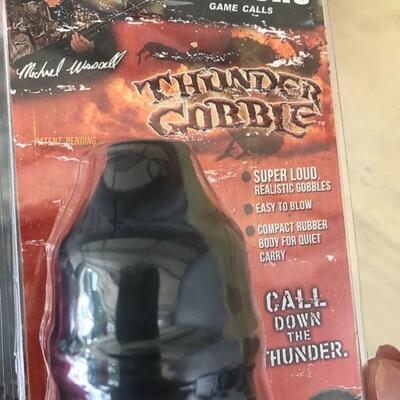 GAME CALLS
Michael Waddell
THUNDER
GOBBLE™
PATENT PENDING
• SUPER LOUD,
REALISTIC GOBBLES
• EASY TO BLOW
• COMPACT RUBBER
BODY FOR QUIET
CARRY
CALL
DOWN
THE
THUNDER.